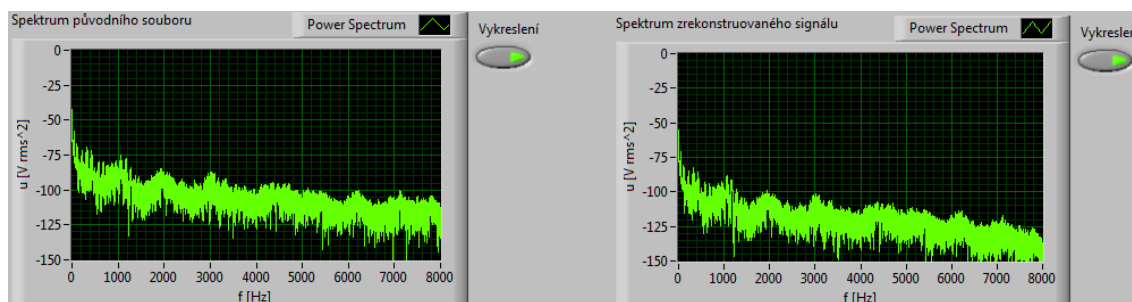 Spektrum původního souboru
Power Spectrum
Vykreslení
u [V rms^2]
0
-25
-50
-75
-100
-125
-150
0 1000 2000 3000 4000 5000 6000 7000 8000
f [Hz]
Spektrum zrekonstruovaného signálu
Power Spectrum
Vykreslen
u [V rms^2]
0
-25
-50
-75
-100
-125
-150
0 1000 2000 3000 4000 5000 6000 7000 8000
f [Hz]